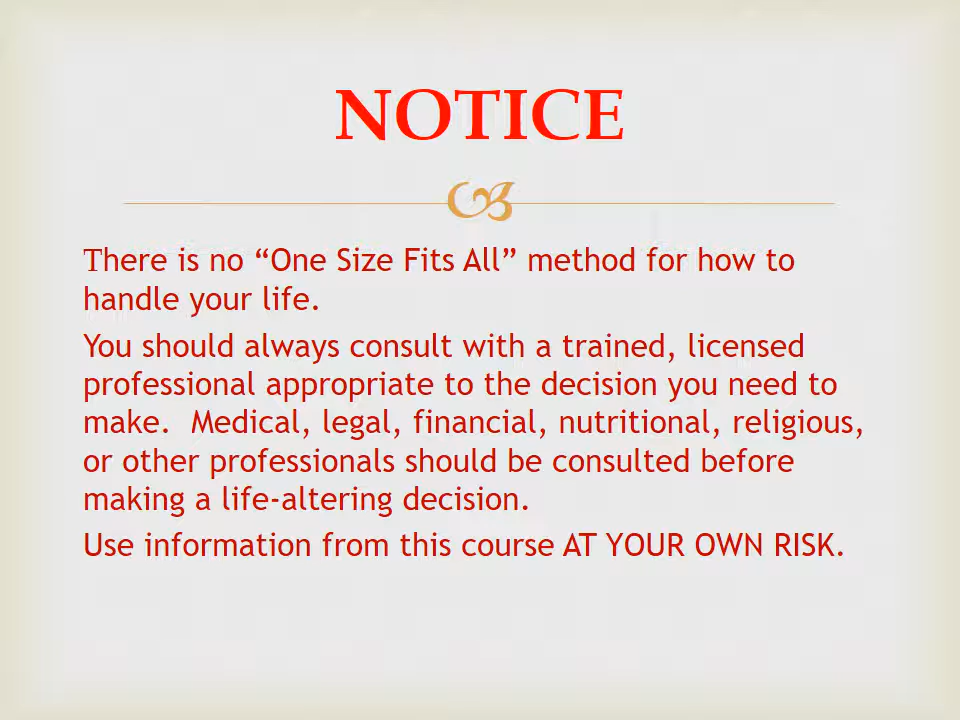 NOTICE
There is no “One Size Fits All” method for how to
handle your life.
You should always consult with a trained, licensed
professional appropriate to the decision you need to
make.  Medical, legal, financial, nutritional, religious,
or other professionals should be consulted before
making a life-altering decision.
Use information from this course AT YOUR OWN RISK.